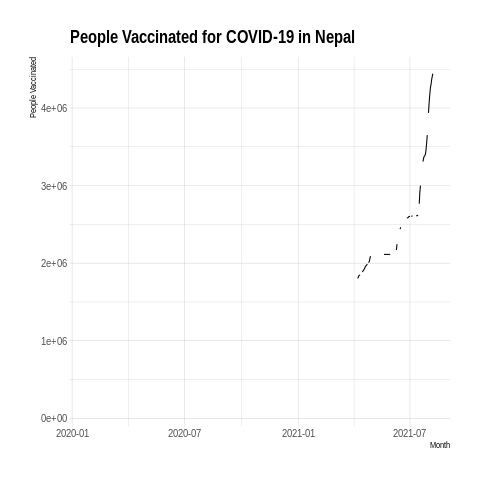 People Vaccinated for COVID-19 in Nepal
People Vaccinated
4e+06
3e+06
2e+06
1e+06
0e+00
2020-01 2020-07 2021-01 2021-07
Month